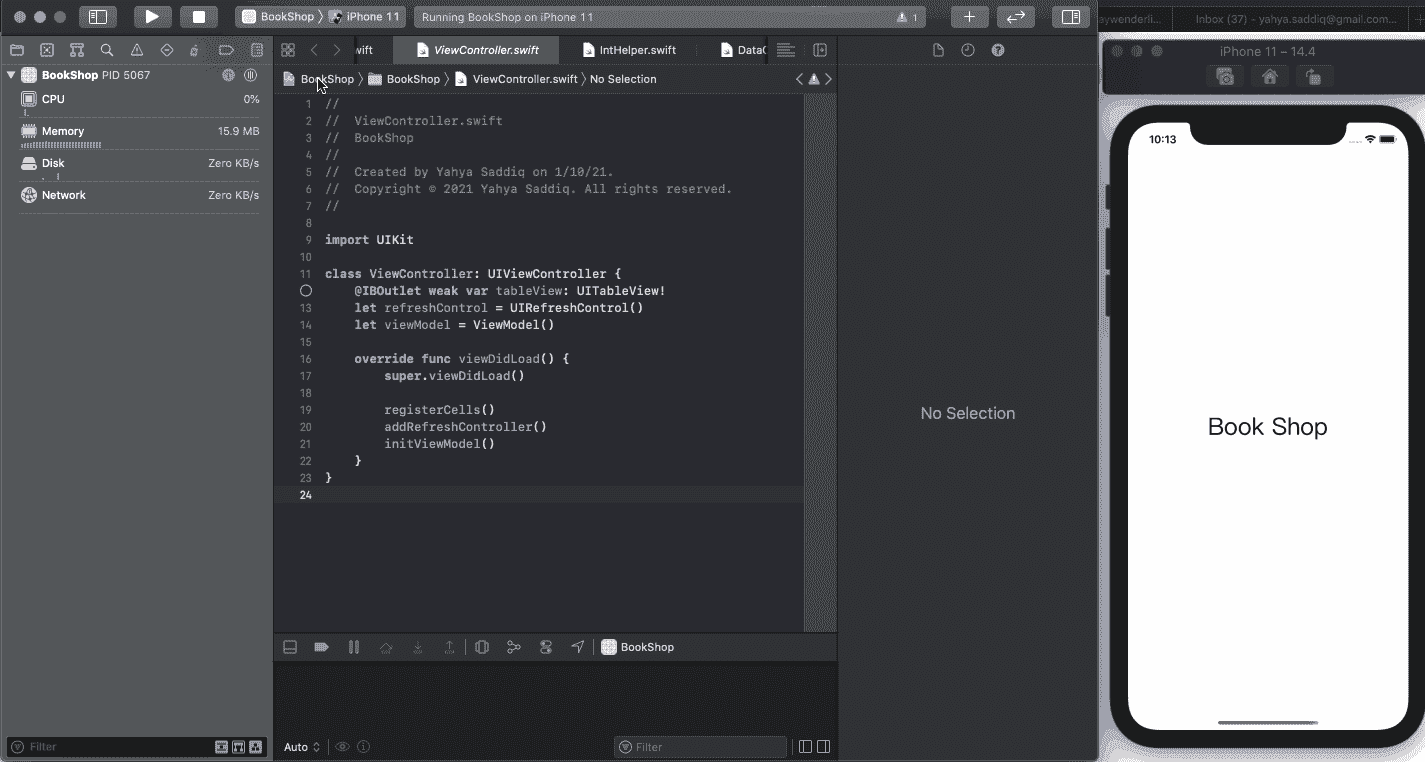 BookShop 〉 iPhone 11
Running BookShop on iPhone 11
1
aywenderli...
Inbox (37) - yahya.saddiq@gmail.com...
wift
ViewController.swift
IntHelper.swift
DataC
iPhone 11 – 14.4
BookShop PID 5067
CPU
0%
Memory
15.9 MB
Disk
Zero KB/s
Network
Zero KB/s
BookShop 〉 BookShop 〉 ViewController.swift 〉 No Selection
1 //
2 //  ViewController.swift
3 //  BookShop
4 //
5 //  Created by Yahya Saddiq on 1/10/21.
6 //  Copyright © 2021 Yahya Saddiq. All rights reserved.
7 //
8
9 import UIKit
10
11 class ViewController: UIViewController {
@IBOutlet weak var tableView: UITableView!
13 let refreshControl = UIRefreshControl()
14 let viewModel = ViewModel()
15
16 override func viewDidLoad() {
17 super.viewDidLoad()
18
19 registerCells()
20 addRefreshController()
21 initViewModel()
22 }
23 }
24
No Selection
10:13
Book Shop
BookShop
Filter
Auto
Filter